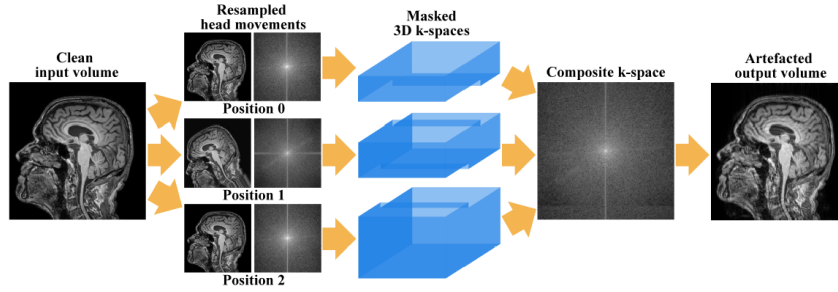 Clean
input volume
Resampled
head movements
Position 0
Position 1
Position 2
Masked
3D k-spaces
Composite k-space
Artefacted
output volume